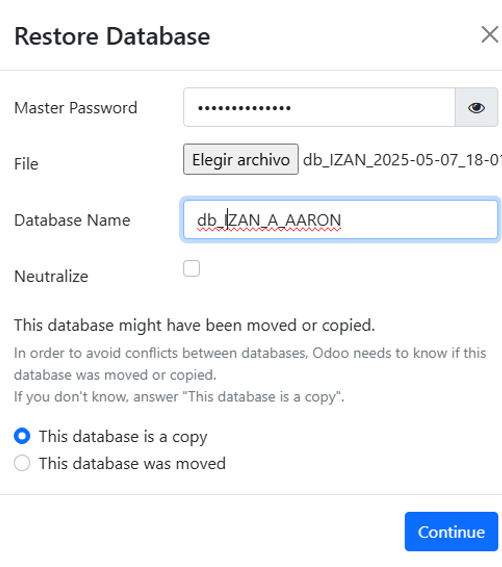 Restore Database
Master Password ••••••••••••••
File Elegir archivo db_IZAN_2025-05-07_18-01
Database Name db_IZAN_A_AARON
Neutralize
This database might have been moved or copied.
In order to avoid conflicts between databases, Odoo needs to know if this
database was moved or copied.
If you don't know, answer "This database is a copy".
This database is a copy
This database was moved
Continue